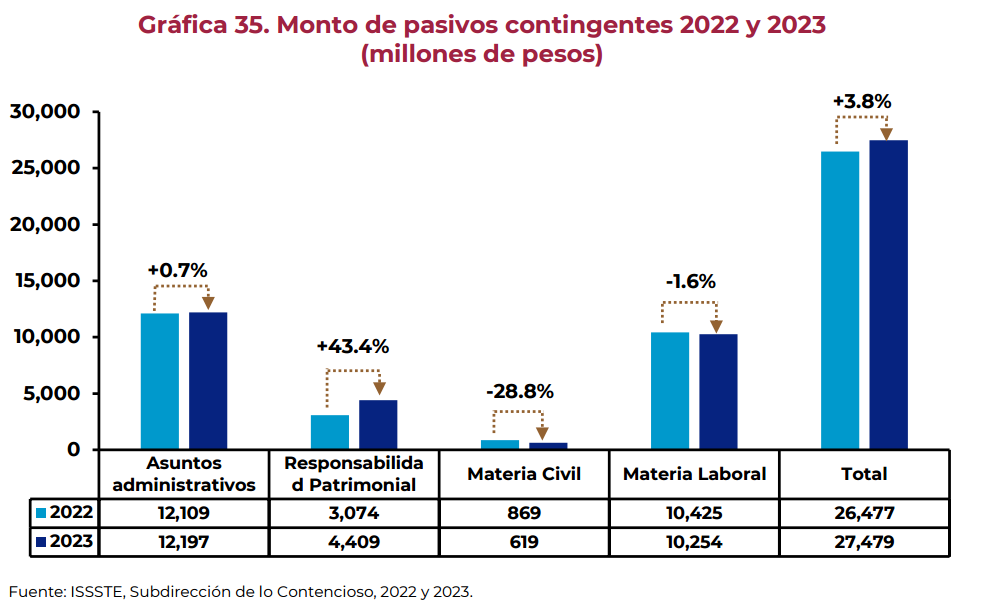 Gráfica 35. Monto de pasivos contingentes 2022 y 2023
(millones de pesos)
30,000
25,000
20,000
15,000
10,000
5,000
0
+0.7%
+43.4%
-28.8%
-1.6%
+3.8%
Asuntos
administrativos
Responsabilida
d Patrimonial
Materia Civil
Materia Laboral
Total
2022 12,109 3,074 869 10,425 26,477
2023 12,197 4,409 619 10,254 27,479
Fuente: ISSSTE, Subdirección de lo Contencioso, 2022 y 2023.